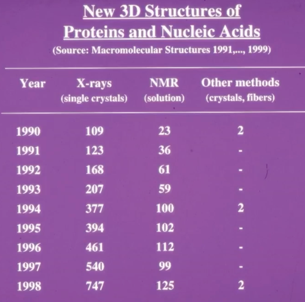 New 3D Structures of
Proteins and Nucleic Acids
(Source: Macromolecular Structures 1991,..., 1999)
Year X-rays NMR Other methods
(single crystals) (solution) (crystals, fibers)
1990 109 23 2
1991 123 36 -
1992 168 61 -
1993 207 59 -
1994 377 100 2
1995 394 102 -
1996 461 112 -
1997 540 99 -
1998 747 125 2